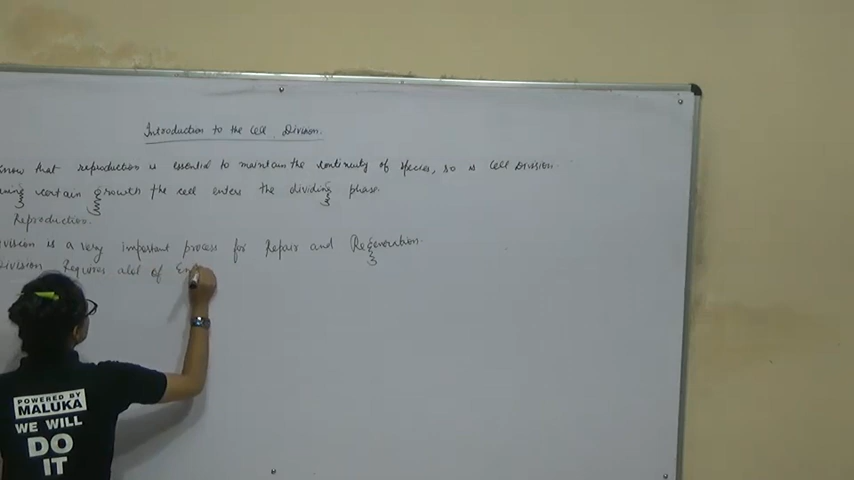 Introduction to the Cell Division.
know that reproduction is essential to maintain the continuity of species, so is Cell Division.
certain growth the cell enters the dividing phase.
Reproduction.
ivision is a very important process for Repair and Regeneration.
Division Requires alot of En
POWERED BY
MALUKA
WE WILL
DO
IT